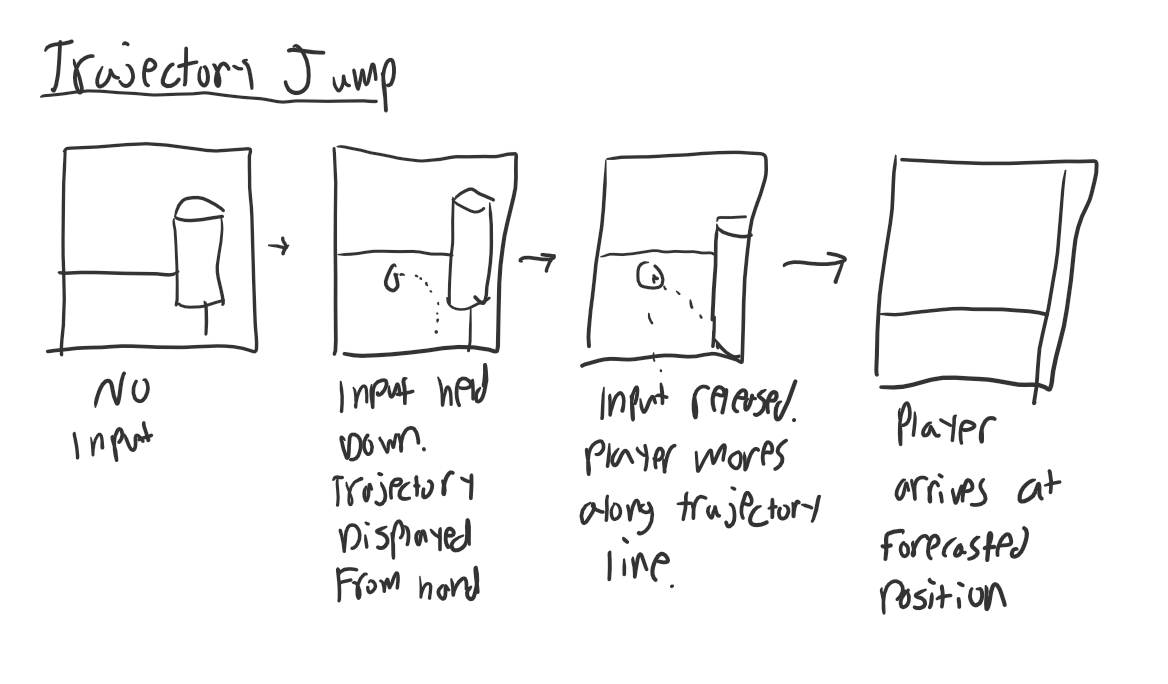 Trajectory Jump
No
Input
Input held
Down.
Trajectory
Displayed
From hand
Input released.
Player moves
along trajectory
line.
Player
arrives at
Forecasted
Position